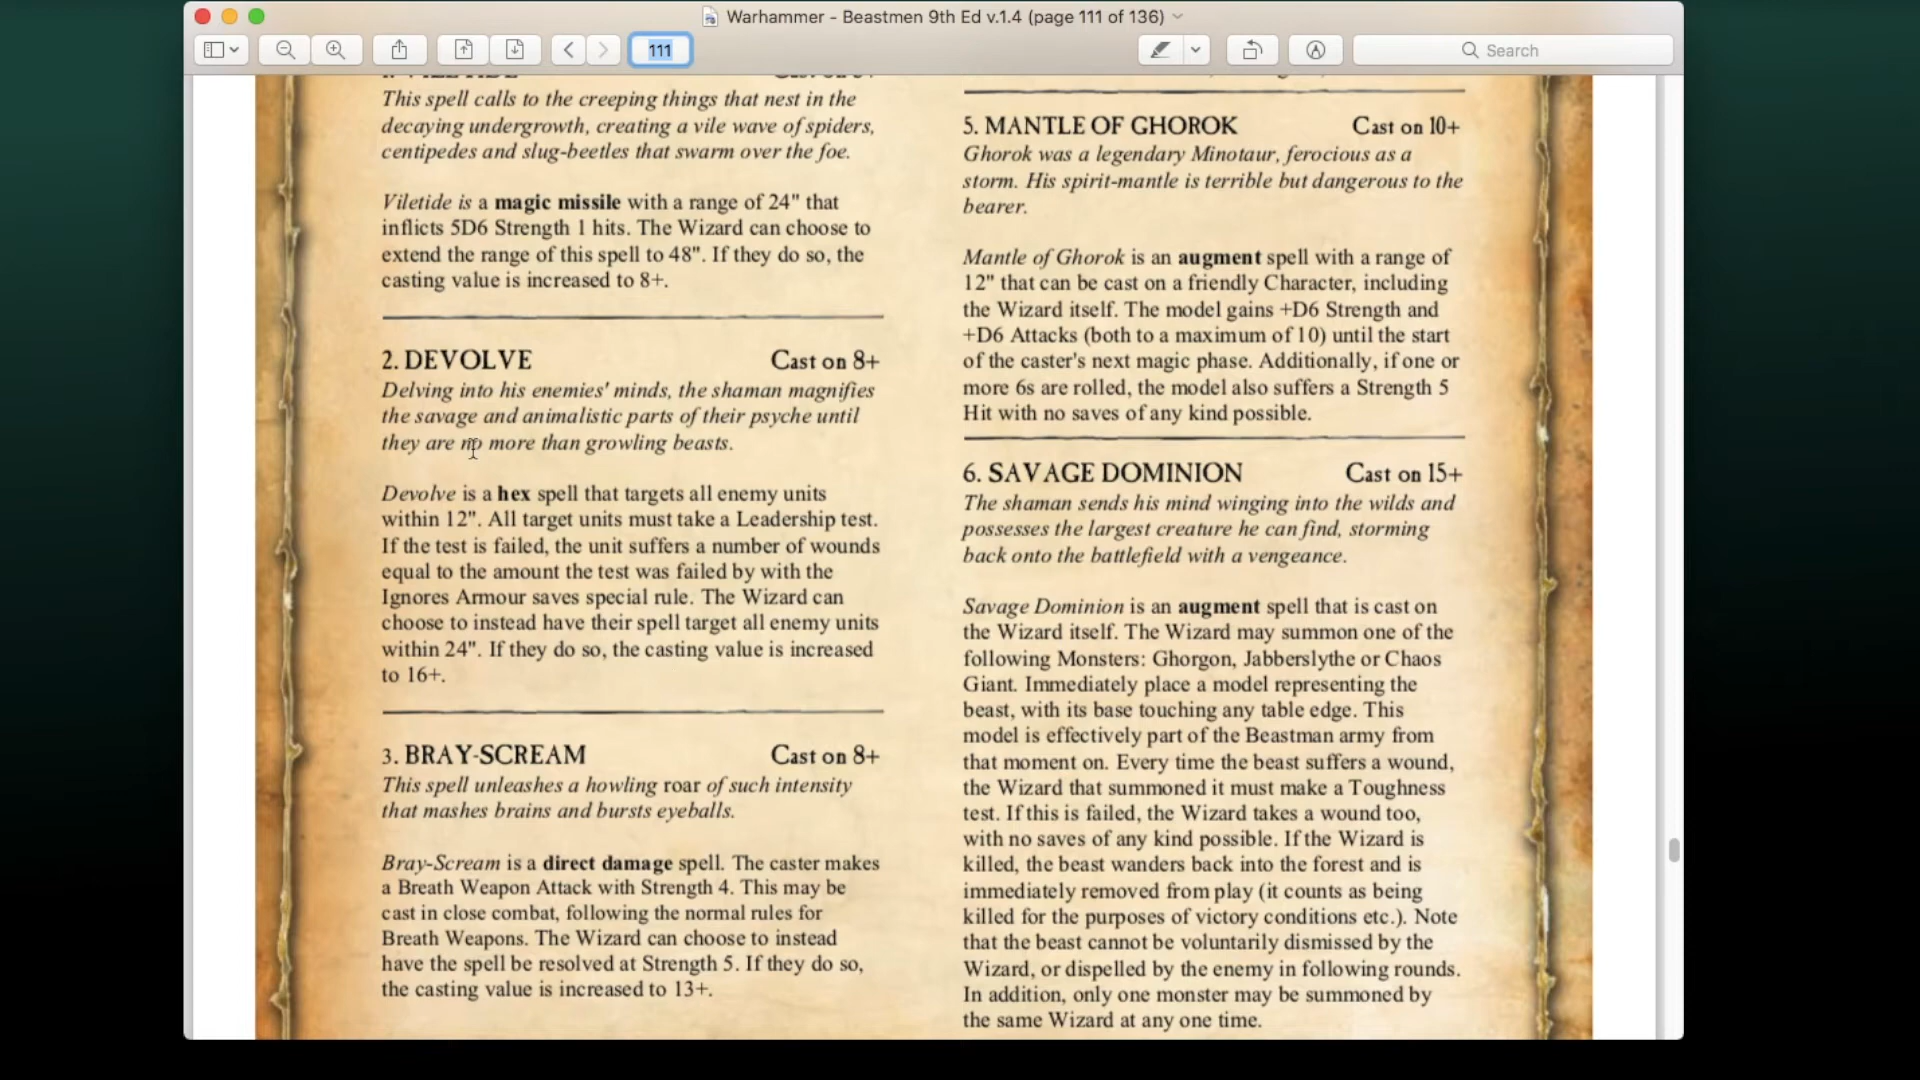 Warhammer - Beastmen 9th Ed v.1.4 (page 111 of 136)
111
Search
This spell calls to the creeping things that nest in the
decaying undergrowth, creating a vile wave of spiders,
centipedes and slug-beetles that swarm over the foe.
Viletide is a magic missile with a range of 24" that
inflicts 5D6 Strength 1 hits. The Wizard can choose to
extend the range of this spell to 48". If they do so, the
casting value is increased to 8+.
2. DEVOLVE Cast on 8+
Delving into his enemies' minds, the shaman magnifies
the savage and animalistic parts of their psyche until
they are no more than growling beasts.
Devolve is a hex spell that targets all enemy units
within 12". All target units must take a Leadership test.
If the test is failed, the unit suffers a number of wounds
equal to the amount the test was failed by with the
Ignores Armour saves special rule. The Wizard can
choose to instead have their spell target all enemy units
within 24". If they do so, the casting value is increased
to 16+.
3. BRAY-SCREAM Cast on 8+
This spell unleashes a howling roar of such intensity
that mashes brains and bursts eyeballs.
Bray-Scream is a direct damage spell. The caster makes
a Breath Weapon Attack with Strength 4. This may be
cast in close combat, following the normal rules for
Breath Weapons. The Wizard can choose to instead
have the spell be resolved at Strength 5. If they do so,
the casting value is increased to 13+.
5. MANTLE OF GHOROK Cast on 10+
Ghorok was a legendary Minotaur, ferocious as a
storm. His spirit-mantle is terrible but dangerous to the
bearer.
Mantle of Ghorok is an augment spell with a range of
12" that can be cast on a friendly Character, including
the Wizard itself. The model gains +D6 Strength and
+D6 Attacks (both to a maximum of 10) until the start
of the caster's next magic phase. Additionally, if one or
more 6s are rolled, the model also suffers a Strength 5
Hit with no saves of any kind possible.
6. SAVAGE DOMINION Cast on 15+
The shaman sends his mind winging into the wilds and
possesses the largest creature he can find, storming
back onto the battlefield with a vengeance.
Savage Dominion is an augment spell that is cast on
the Wizard itself. The Wizard may summon one of the
following Monsters: Ghorgon, Jabberslythe or Chaos
Giant. Immediately place a model representing the
beast, with its base touching any table edge. This
model is effectively part of the Beastman army from
that moment on. Every time the beast suffers a wound,
the Wizard that summoned it must make a Toughness
test. If this is failed, the Wizard takes a wound too,
with no saves of any kind possible. If the Wizard is
killed, the beast wanders back into the forest and is
immediately removed from play (it counts as being
killed for the purposes of victory conditions etc.). Note
that the beast cannot be voluntarily dismissed by the
Wizard, or dispelled by the enemy in following rounds.
In addition, only one monster may be summoned by
the same Wizard at any one time.